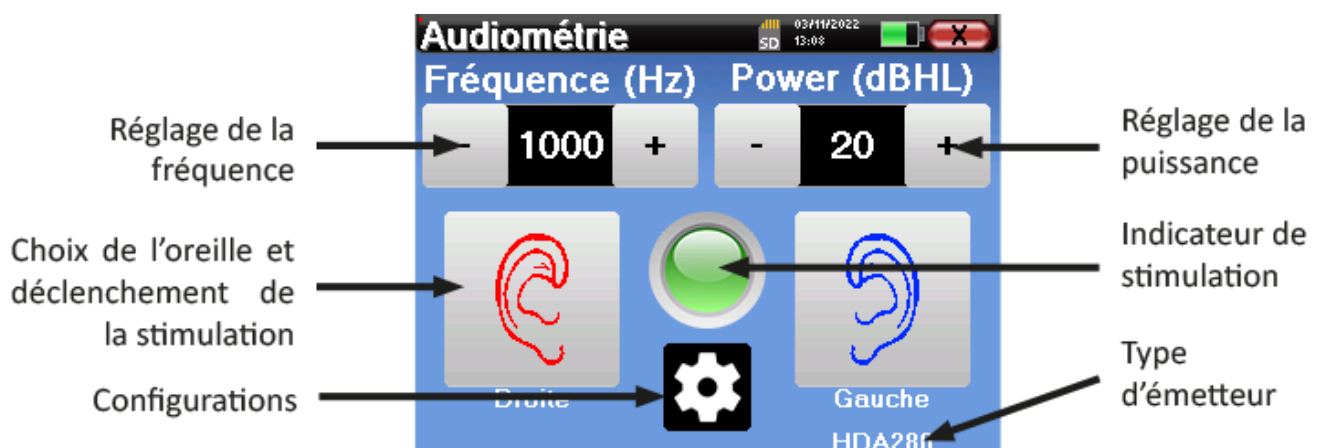 Audiométrie
SD
03/11/2022
13:08
X
Fréquence (Hz)
Power (dBHL)
- 1000 +
- 20 +
Réglage de la
fréquence
Réglage de la
puissance
Choix de l'oreille et
déclenchement de
la stimulation
Indicateur de
stimulation
Configurations
Droite
Gauche
Type
d'émetteur